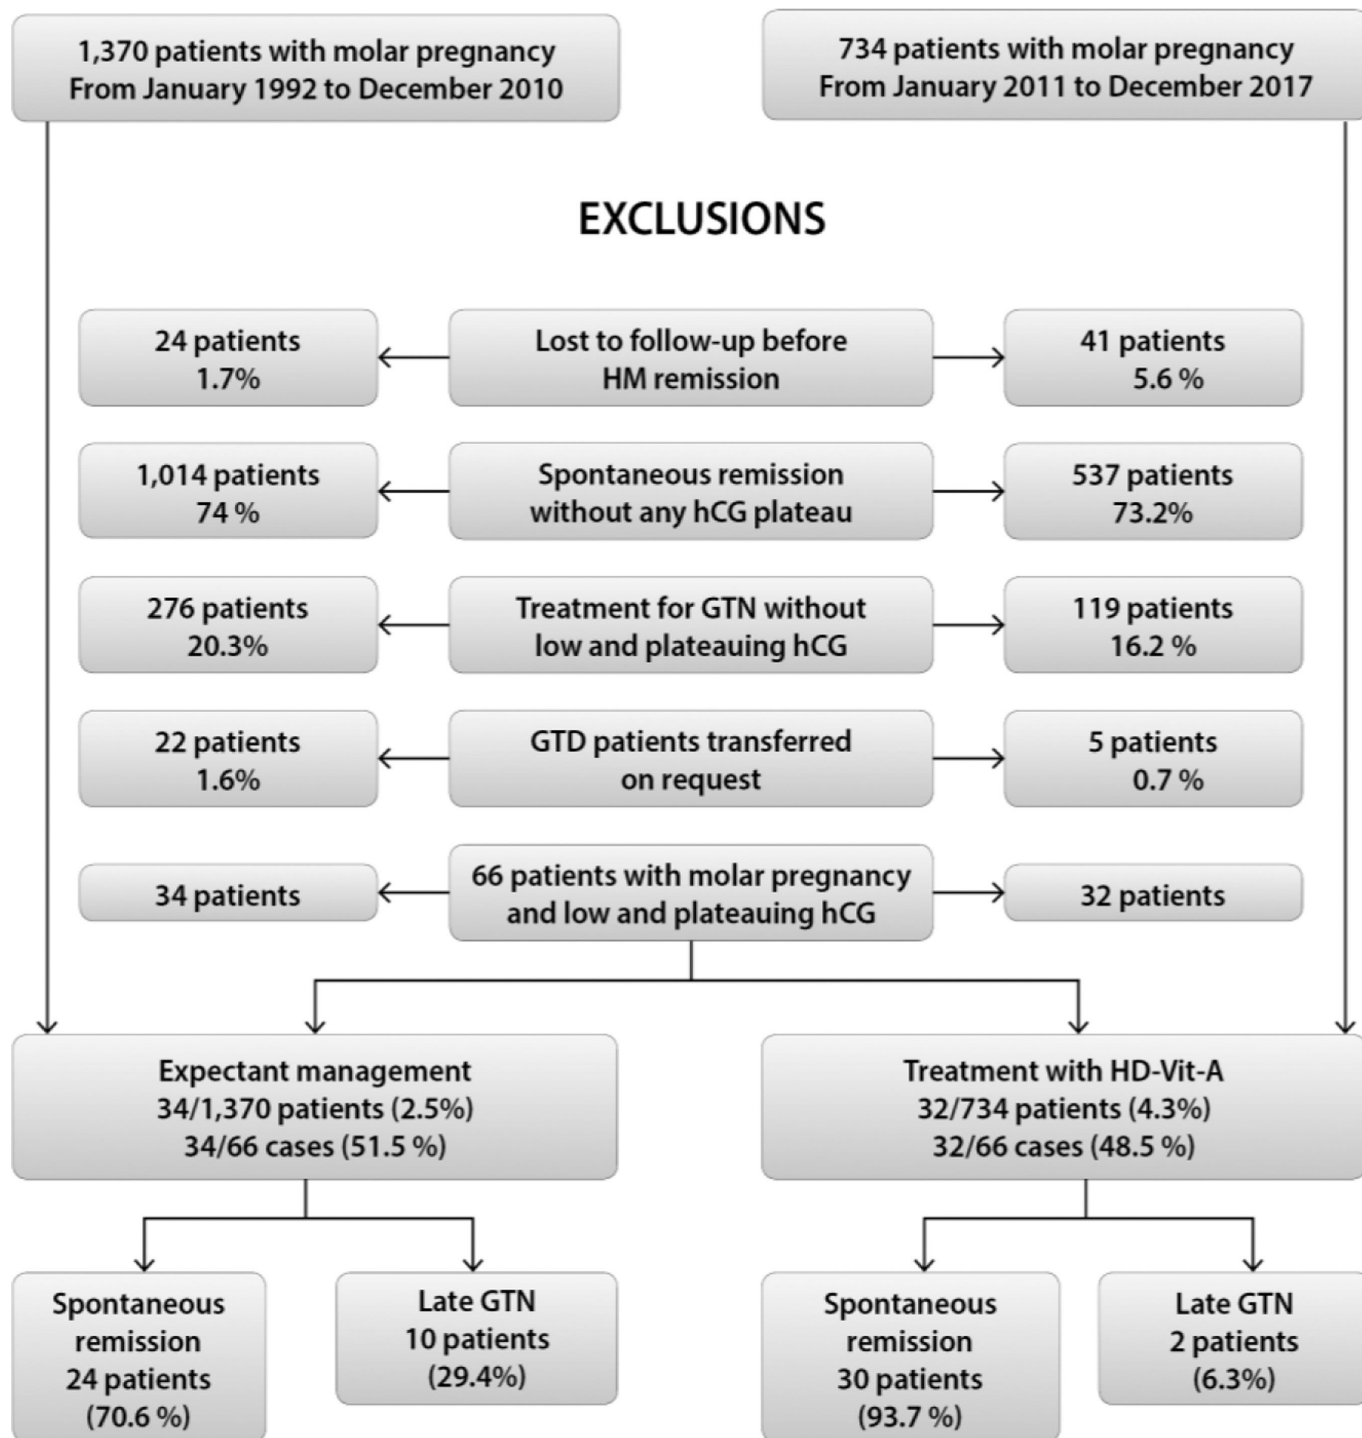 1,370 patients with molar pregnancy
From January 1992 to December 2010
734 patients with molar pregnancy
From January 2011 to December 2017
EXCLUSIONS
24 patients
1.7%
Lost to follow-up before
HM remission
41 patients
5.6 %
1,014 patients
74 %
Spontaneous remission
without any hCG plateau
537 patients
73.2%
276 patients
20.3%
Treatment for GTN without
low and plateauing hCG
119 patients
16.2 %
22 patients
1.6%
GTD patients transferred
on request
5 patients
0.7 %
34 patients
66 patients with molar pregnancy
and low and plateauing hCG
32 patients
Expectant management
34/1,370 patients (2.5%)
34/66 cases (51.5 %)
Treatment with HD-Vit-A
32/734 patients (4.3%)
32/66 cases (48.5 %)
Spontaneous
remission
24 patients
(70.6 %)
Late GTN
10 patients
(29.4%)
Spontaneous
remission
30 patients
(93.7 %)
Late GTN
2 patients
(6.3%)